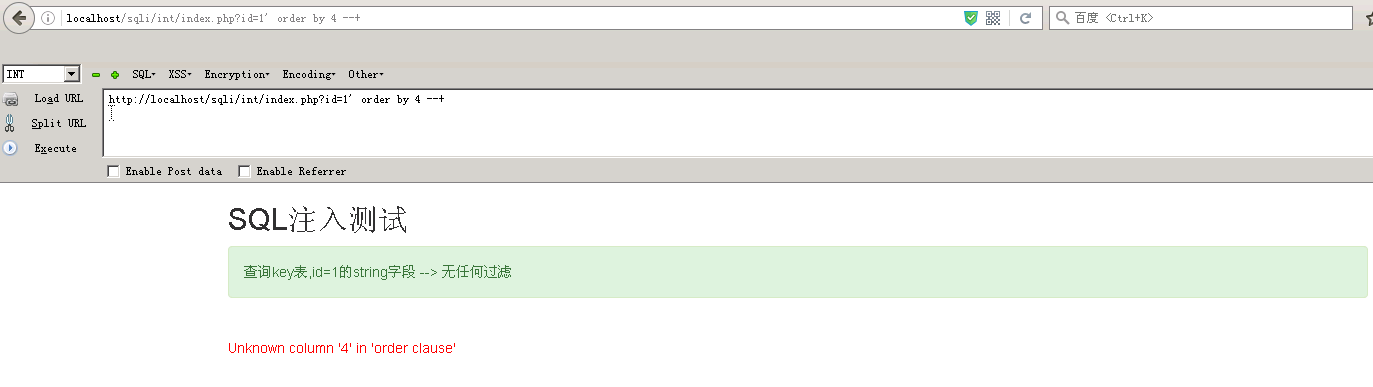 localhost/sqli/int/index.php?id=1' order by 4 --+
百度 <Ctrl+K>
INT SQL XSS Encryption Encoding Other
Load URL
http://localhost/sqli/int/index.php?id=1' order by 4 --+
Split URL
Execute
Enable Post data Enable Referrer
SQL注入测试
查询key表,id=1的string字段 --> 无任何过滤
Unknown column '4' in 'order clause'